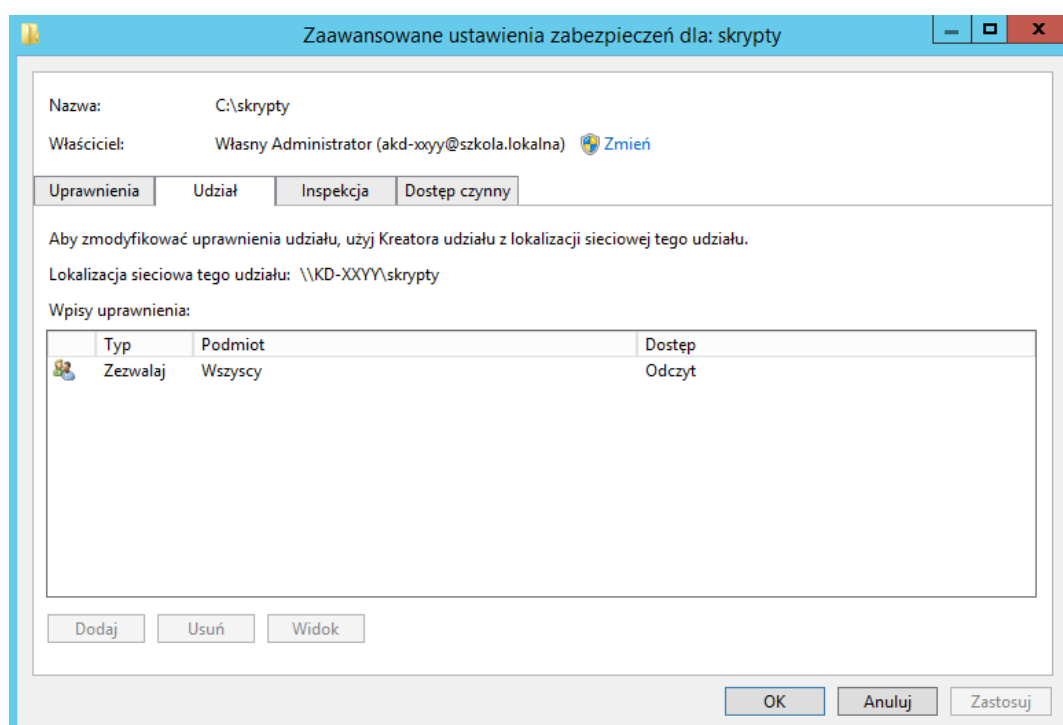 Zaawansowane ustawienia zabezpieczeń dla: skrypty
x
Nazwa: C:\skrypty
Właściciel: Własny Administrator (akd-xxyy@szkola.lokalna) Zmień
Uprawnienia Udział Inspekcja Dostęp czynny
Aby zmodyfikować uprawnienia udziału, użyj Kreatora udziału z lokalizacji sieciowej tego udziału.
Lokalizacja sieciowa tego udziału: \\KD-XXYY\skrypty
Wpisy uprawnienia:
Typ Podmiot Dostęp
Zezwalaj Wszyscy Odczyt
Dodaj Usuń Widok
OK Anuluj Zastosuj